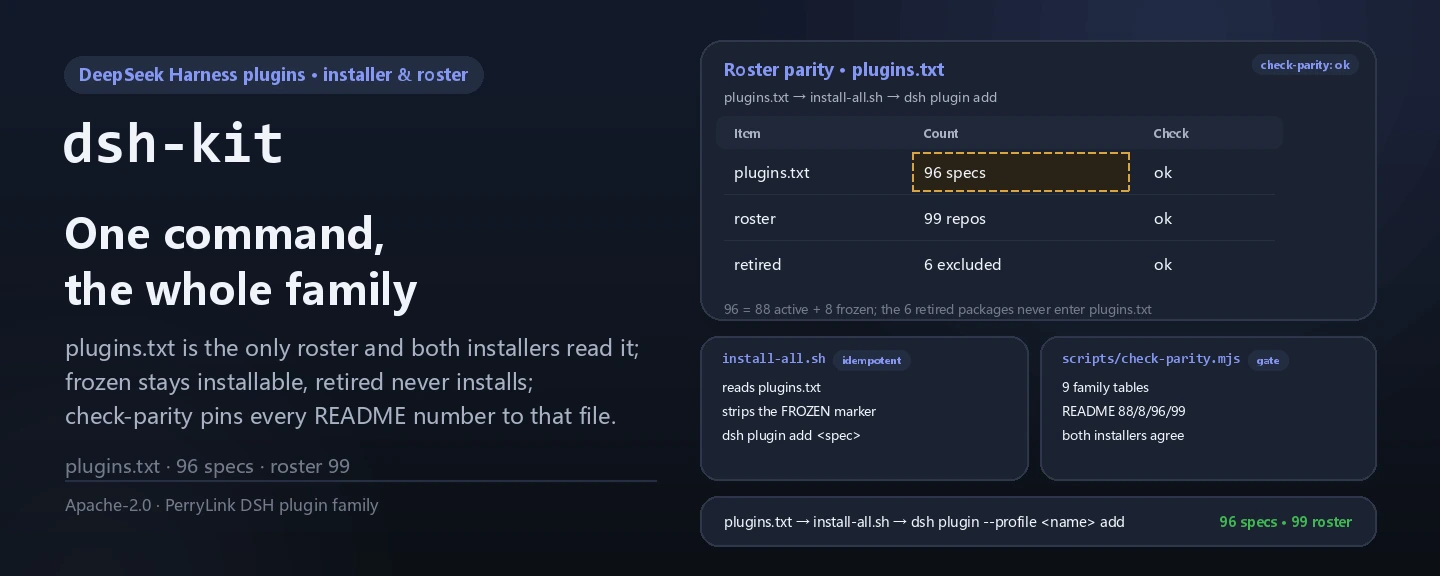 DeepSeek Harness plugins • installer & roster
dsh-kit
One command,
the whole family
plugins.txt is the only roster and both installers read it;
frozen stays installable, retired never installs;
check-parity pins every README number to that file.
plugins.txt · 96 specs · roster 99
Apache-2.0 · PerryLink DSH plugin family
Roster parity • plugins.txt
check-parity: ok
plugins.txt → install-all.sh → dsh plugin add
Item Count Check
plugins.txt 96 specs ok
roster 99 repos ok
retired 6 excluded ok
96 = 88 active + 8 frozen; the 6 retired packages never enter plugins.txt
install-all.sh idempotent
reads plugins.txt
strips the FROZEN marker
dsh plugin add <spec>
scripts/check-parity.mjs gate
9 family tables
README 88/8/96/99
both installers agree
plugins.txt → install-all.sh → dsh plugin --profile <name> add
96 specs • 99 roster